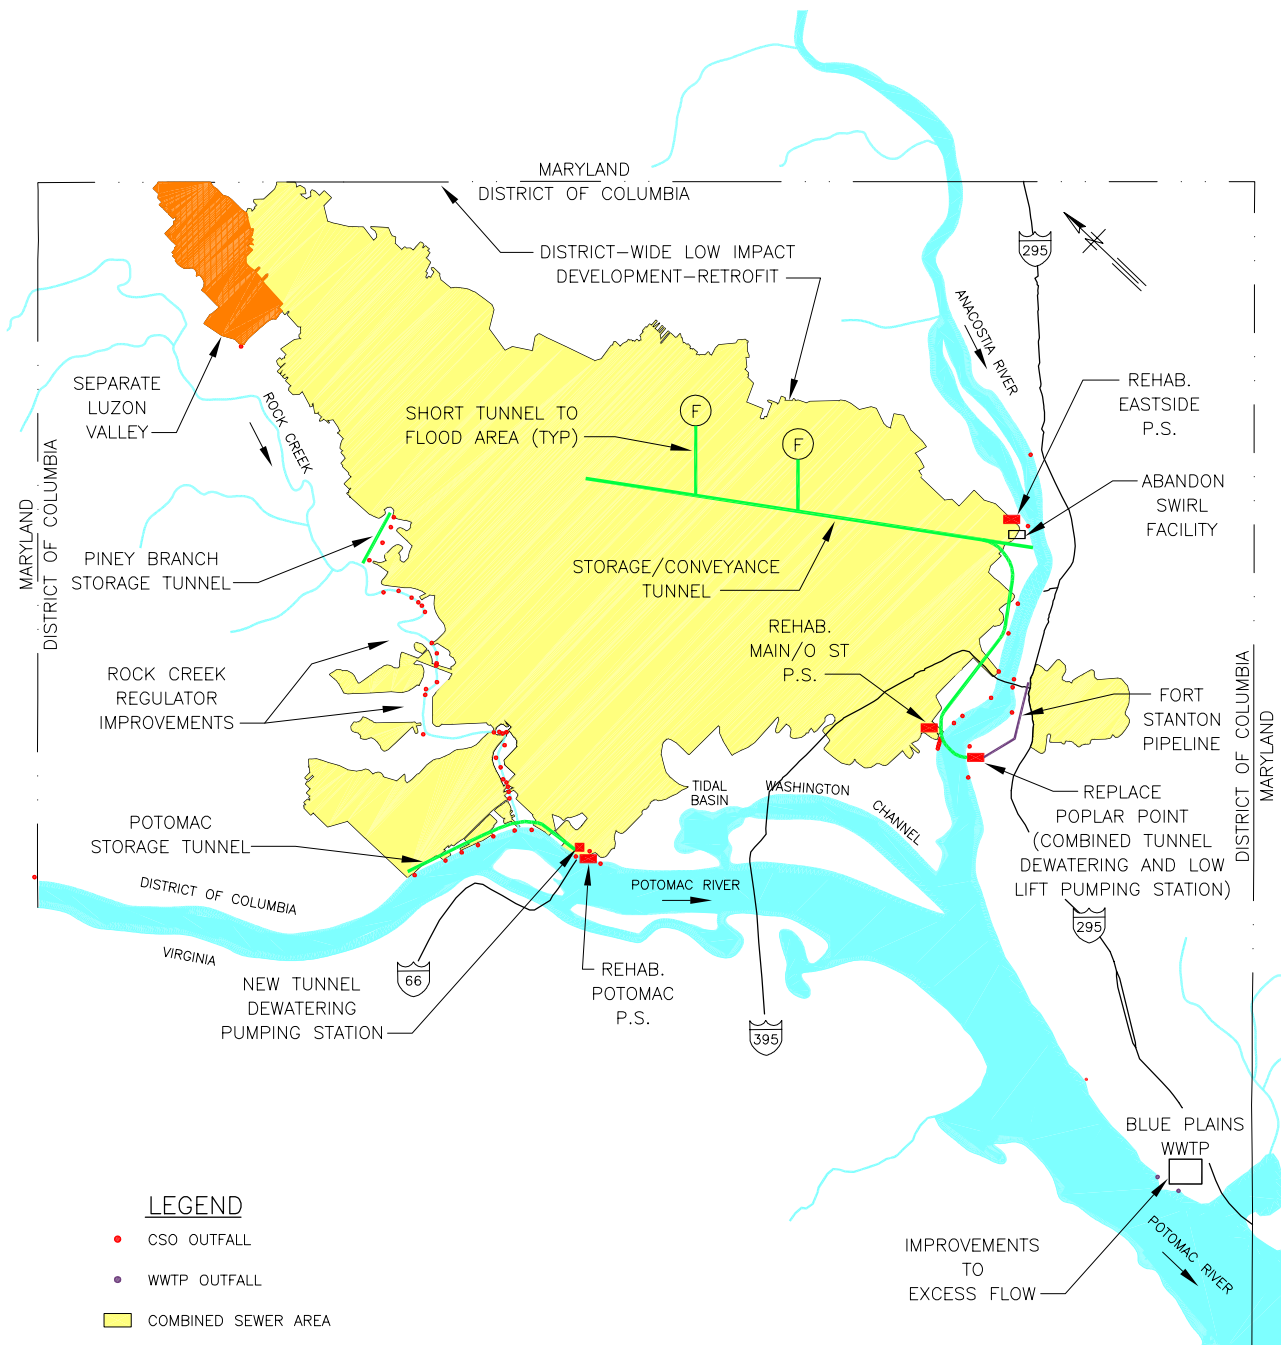 MARYLAND
DISTRICT OF COLUMBIA
DISTRICT-WIDE LOW IMPACT
DEVELOPMENT-RETROFIT
295
ANACOSTIA RIVER
SEPARATE
LUZON
VALLEY
ROCK CREEK
SHORT TUNNEL TO
FLOOD AREA (TYP)
F
F
REHAB.
EASTSIDE
P.S.
ABANDON
SWIRL
FACILITY
MARYLAND
DISTRICT OF COLUMBIA
PINEY BRANCH
STORAGE TUNNEL
STORAGE/CONVEYANCE
TUNNEL
REHAB.
MAIN/O ST
P.S.
ROCK CREEK
REGULATOR
IMPROVEMENTS
FORT
STANTON
PIPELINE
DISTRICT OF COLUMBIA
MARYLAND
TIDAL
BASIN
WASHINGTON
CHANNEL
REPLACE
POPLAR POINT
(COMBINED TUNNEL
DEWATERING AND LOW
LIFT PUMPING STATION)
POTOMAC
STORAGE TUNNEL
DISTRICT OF COLUMBIA
VIRGINIA
POTOMAC RIVER
295
66
NEW TUNNEL
DEWATERING
PUMPING STATION
REHAB.
POTOMAC
P.S.
395
BLUE PLAINS
WWTP
IMPROVEMENTS
TO
EXCESS FLOW
POTOMAC RIVER
LEGEND
CSO OUTFALL
WWTP OUTFALL
COMBINED SEWER AREA